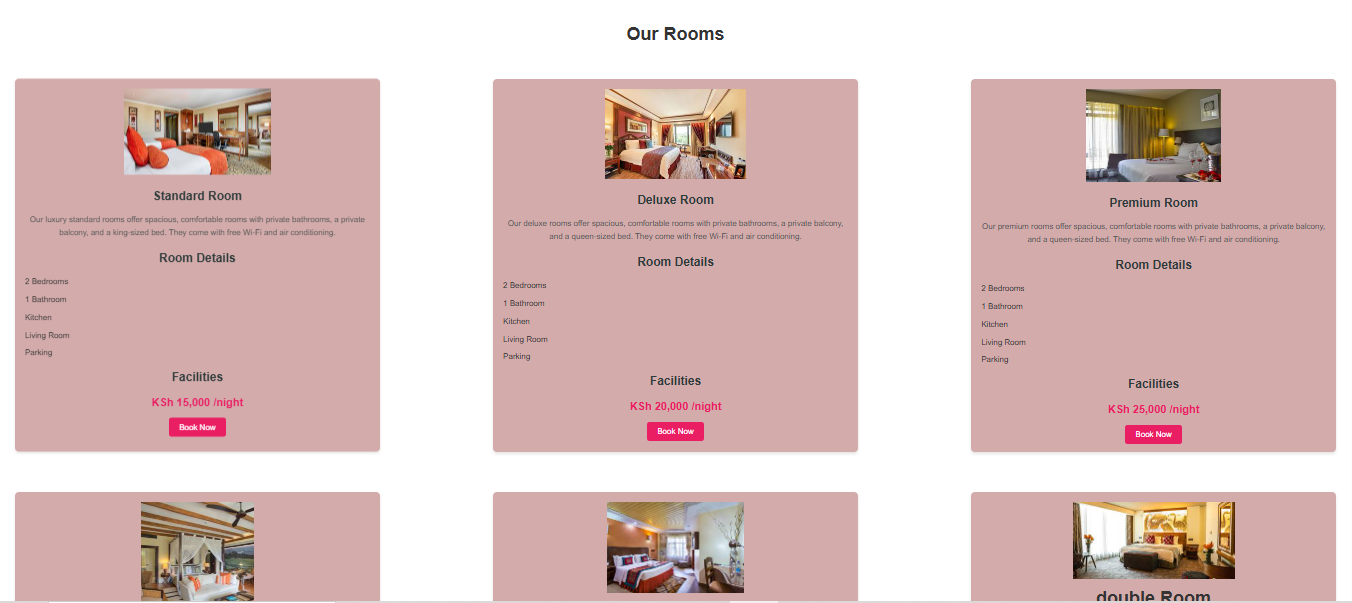 Our Rooms
Standard Room
Our luxury standard rooms offer spacious, comfortable rooms with private bathrooms, a private
balcony, and a king-sized bed. They come with free Wi-Fi and air conditioning.
Room Details
2 Bedrooms
1 Bathroom
Kitchen
Living Room
Parking
Facilities
KSh 15,000 /night
Book Now
Deluxe Room
Our deluxe rooms offer spacious, comfortable rooms with private bathrooms, a private balcony,
and a queen-sized bed. They come with free Wi-Fi and air conditioning.
Room Details
2 Bedrooms
1 Bathroom
Kitchen
Living Room
Parking
Facilities
KSh 20,000 /night
Book Now
Premium Room
Our premium rooms offer spacious, comfortable rooms with private bathrooms, a private balcony,
and a queen-sized bed. They come with free Wi-Fi and air conditioning.
Room Details
2 Bedrooms
1 Bathroom
Kitchen
Living Room
Parking
Facilities
KSh 25,000 /night
Book Now
double Room